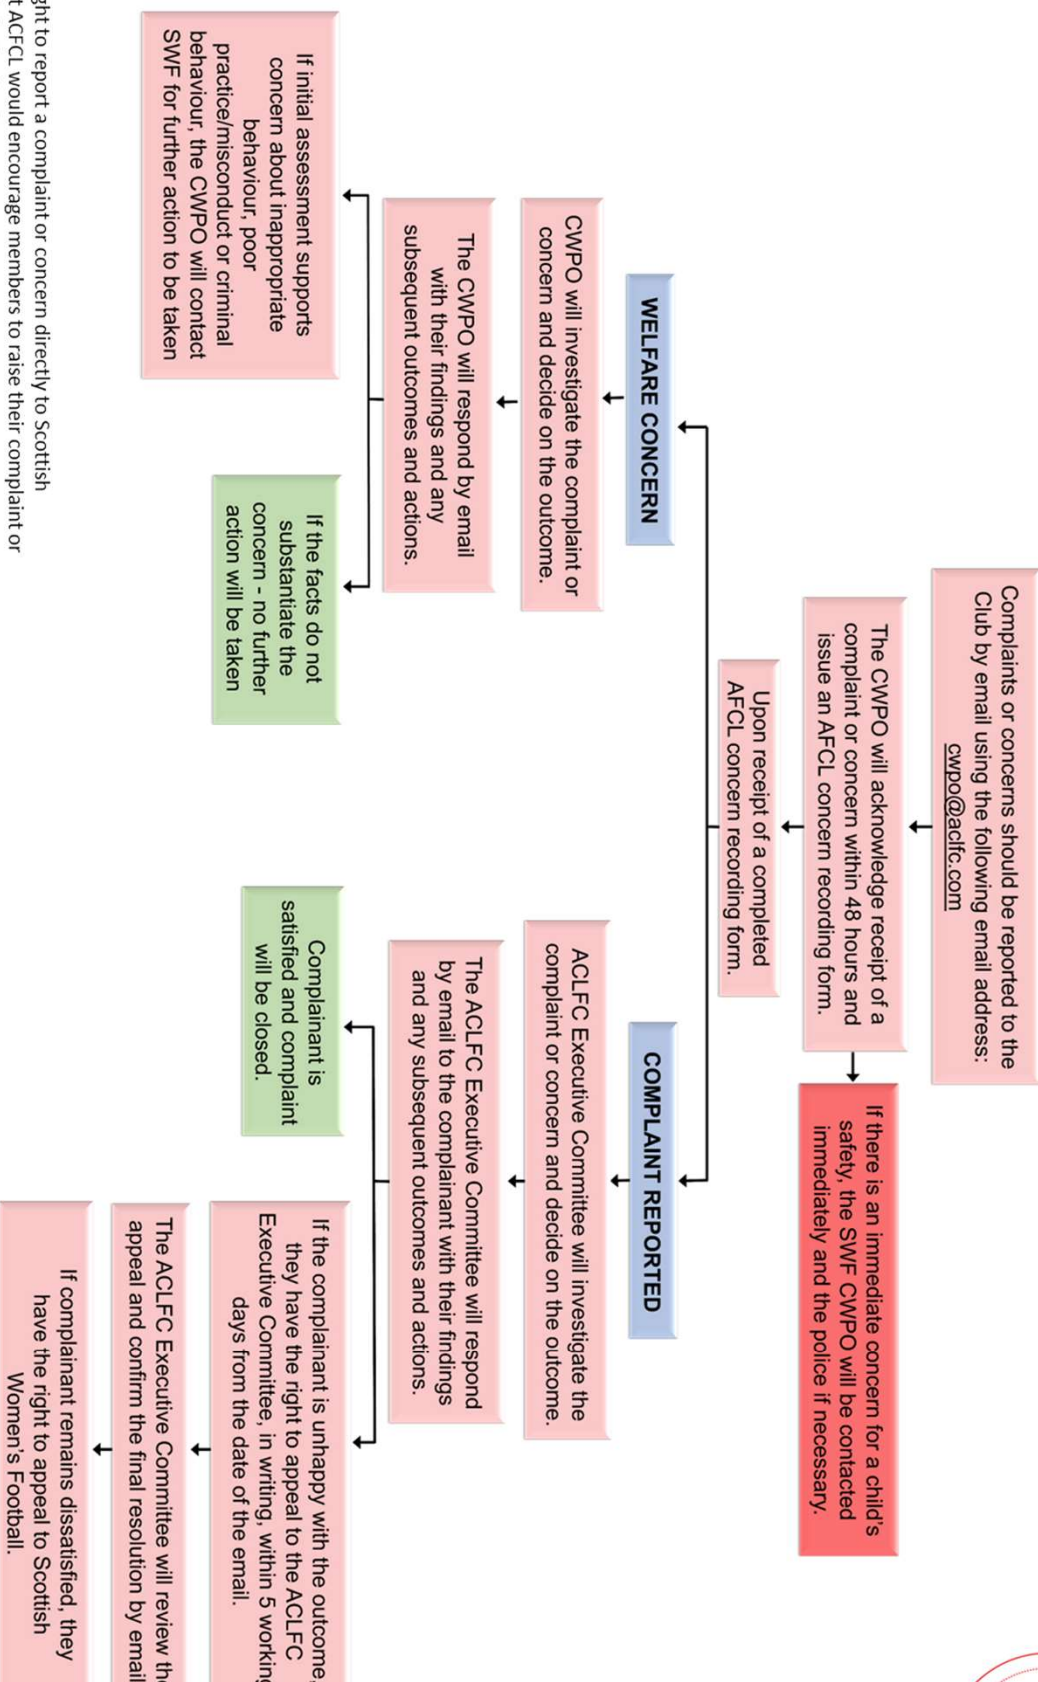 Complaints or concerns should be reported to the
Club by email using the following email address:
cwpo@aclfc.com
The CWPO will acknowledge receipt of a
complaint or concern within 48 hours and
issue an AFCL concern recording form.
If there is an immediate concern for a child's
safety, the SWF CWPO will be contacted
immediately and the police if necessary.
Upon receipt of a completed
AFCL concern recording form.
WELFARE CONCERN
CWPO will investigate the complaint or
concern and decide on the outcome.
The CWPO will respond by email
with their findings and any
subsequent outcomes and actions.
If initial assessment supports
concern about inappropriate
behaviour, poor
practice/misconduct or criminal
behaviour, the CWPO will contact
SWF for further action to be taken
If the facts do not
substantiate the
concern - no further
action will be taken
COMPLAINT REPORTED
ACLFC Executive Committee will investigate the
complaint or concern and decide on the outcome.
The ACLFC Executive Committee will respond
by email to the complainant with their findings
and any subsequent outcomes and actions.
Complainant is
satisfied and complaint
will be closed.
If the complainant is unhappy with the outcome,
they have the right to appeal to the ACLFC
Executive Committee, in writing, within 5 working
days from the date of the email.
The ACLFC Executive Committee will review the
appeal and confirm the final resolution by email
If complainant remains dissatisfied, they
have the right to appeal to Scottish
Women's Football.
ght to report a complaint or concern directly to Scottish
t ACFCL would encourage members to raise their complaint or